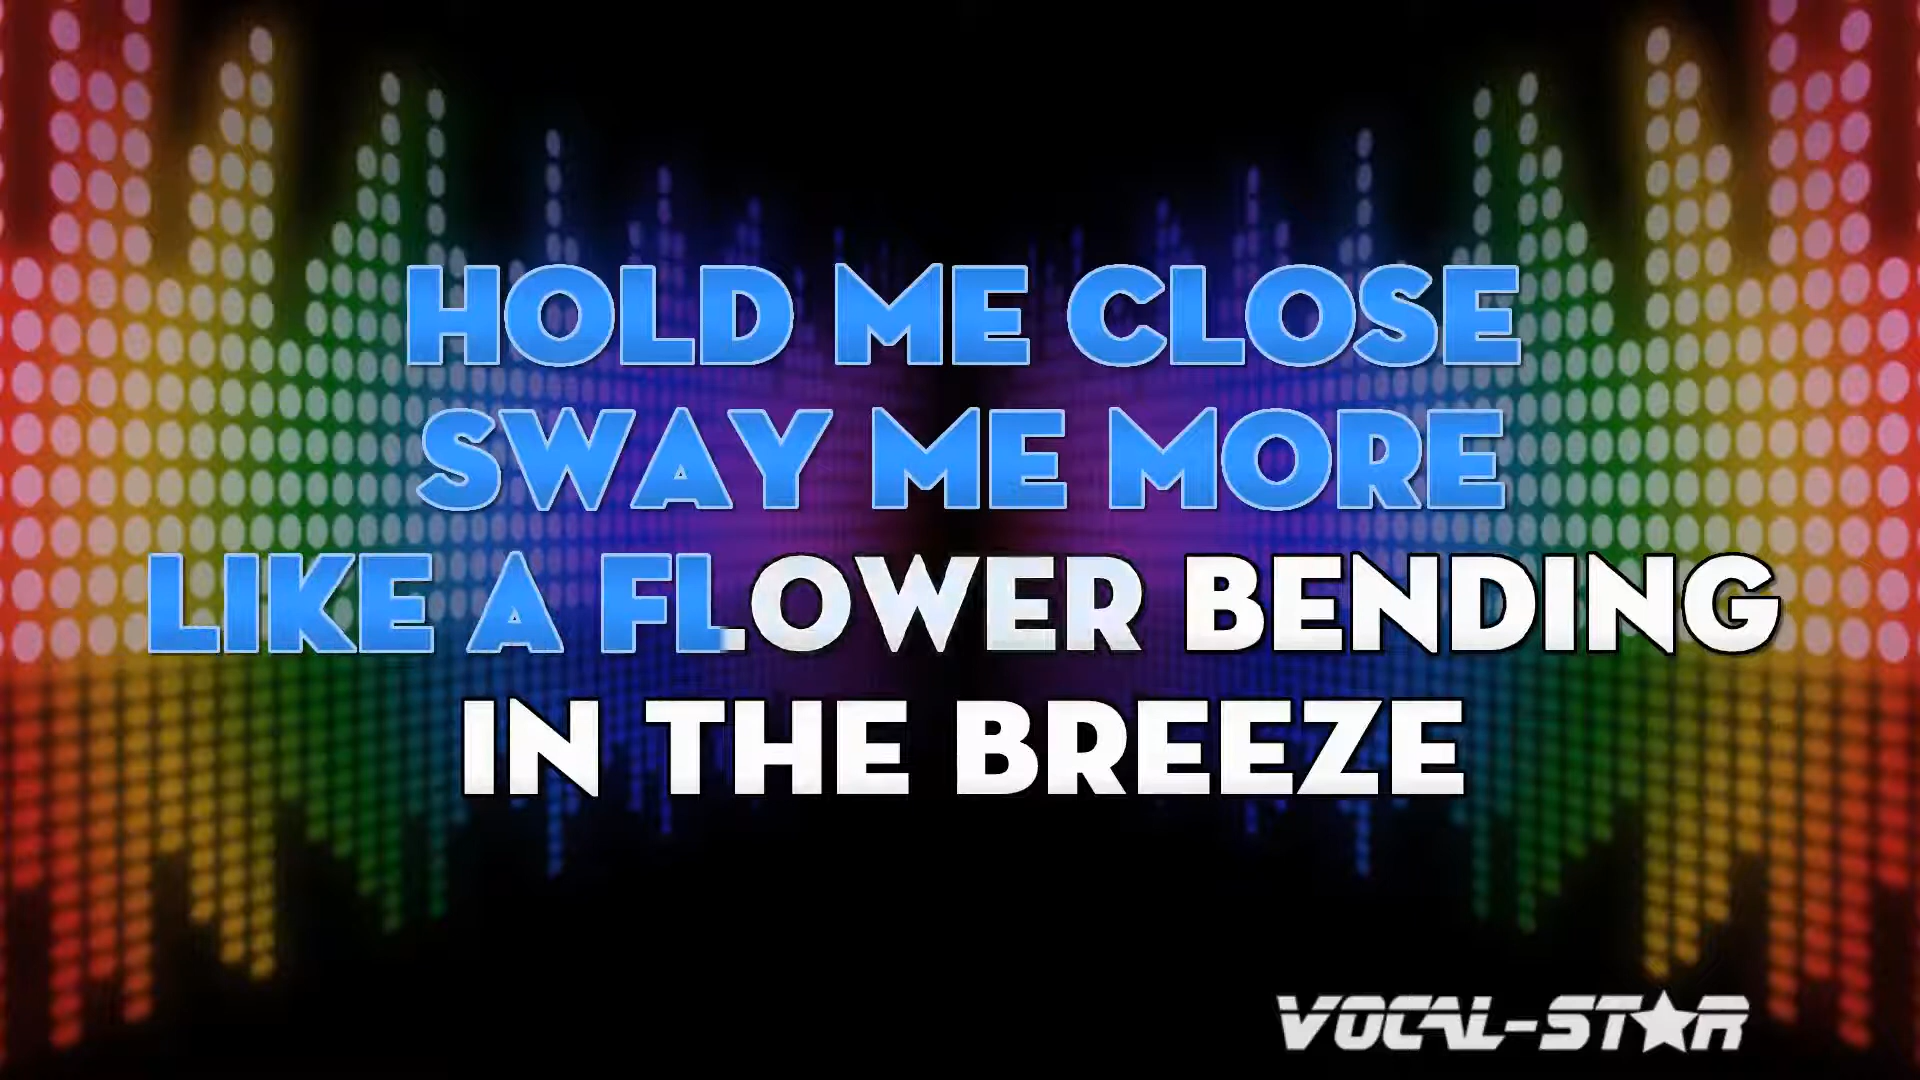 HOLD ME CLOSE
SWAY ME MORE
LIKE A FLOWER BENDING
IN THE BREEZE
VOCAL-STAR